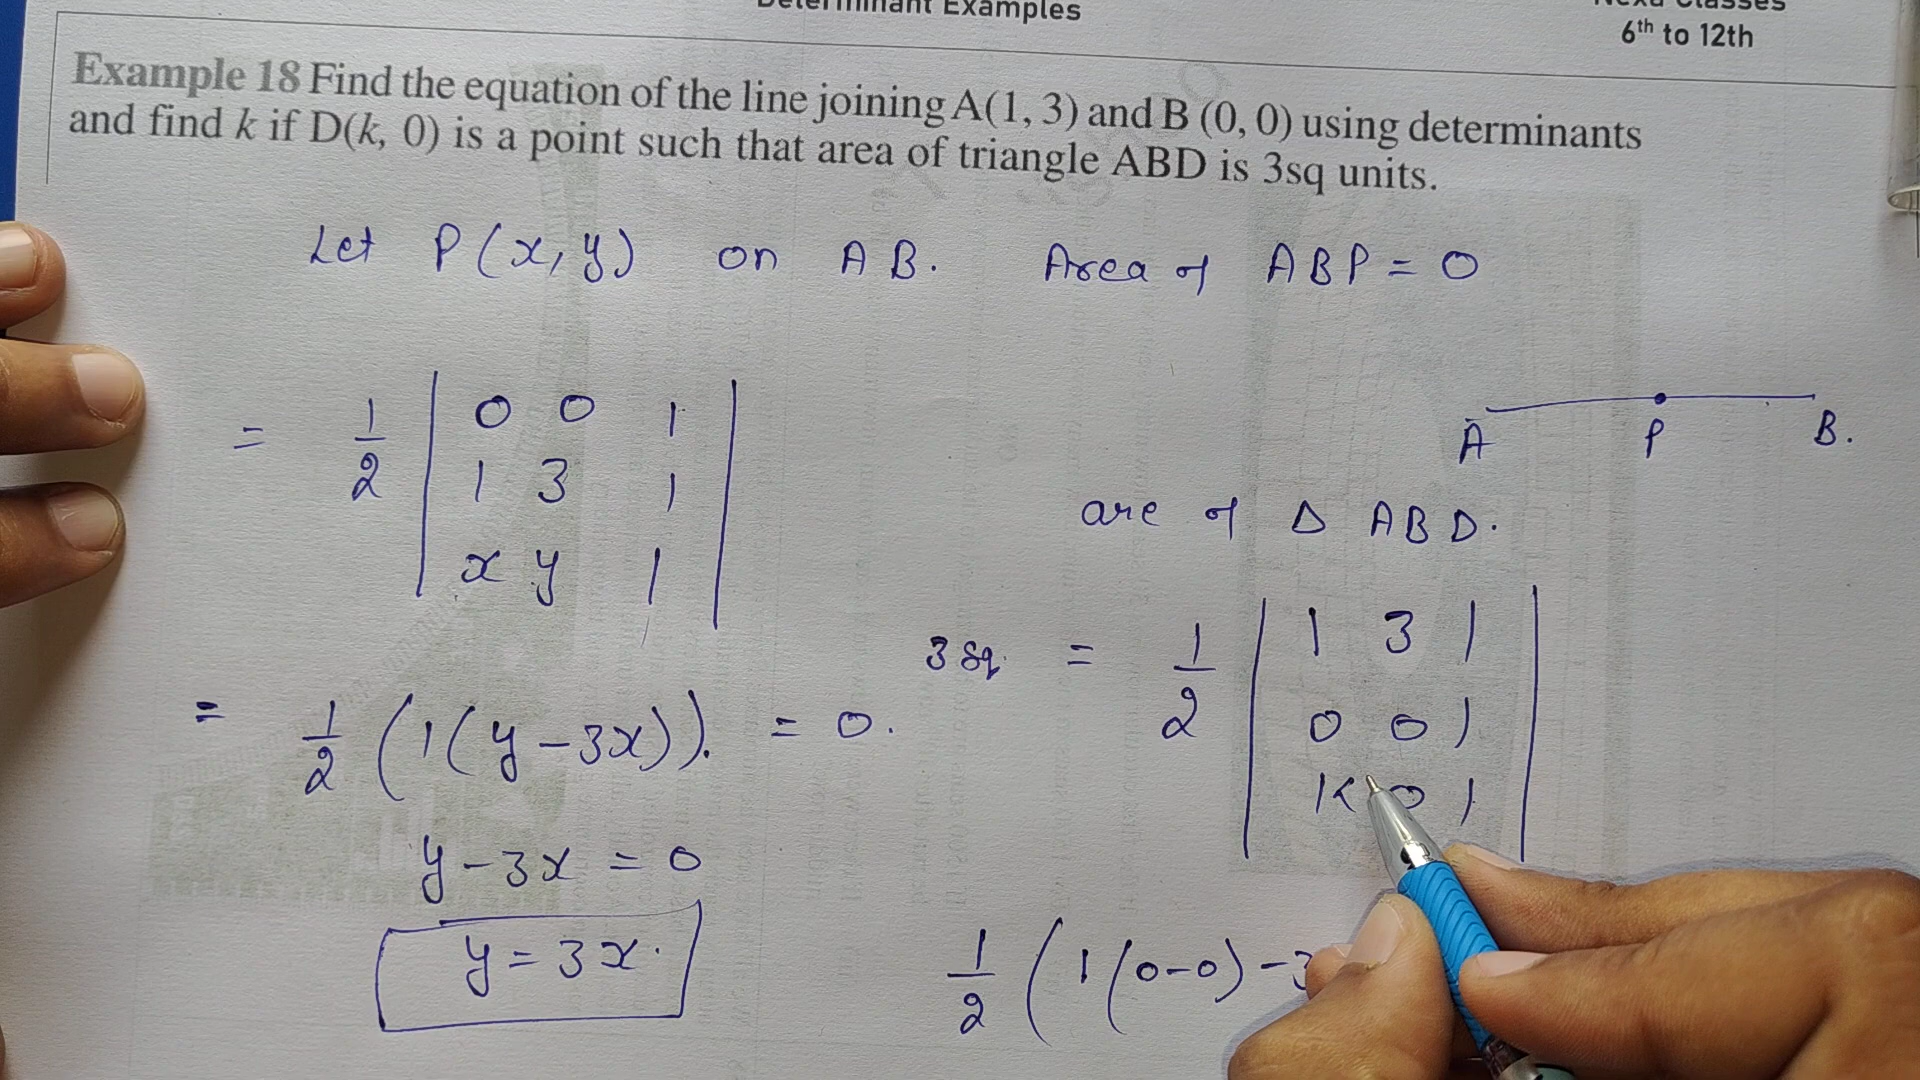 Determinant Examples
Nexa Classes
6th to 12th
Example 18 Find the equation of the line joining A(1, 3) and B (0, 0) using determinants
and find k if D(k, 0) is a point such that area of triangle ABD is 3sq units.
Let P(x, y) on AB. Area of ABP = 0
= 1/2 | 0 0 1
1 3 1
x y 1 |
A P B.
are of Δ ABD.
3 sq. = 1/2 | 1 3 1
0 0 1
K 0 1 |
= 1/2 (1(y-3x)). = 0.
y-3x = 0
y = 3x.
1/2 (1(0-0) -3